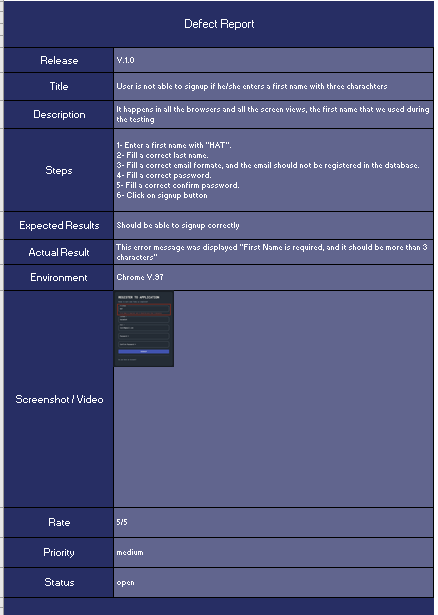 Defect Report
Release
V.1.0
Title
User is not able to signup if he/she enters a first name with three charachters
Description
It happens in all the browsers and all the screen views, the first name that we used during
the testing
Steps
1- Enter a first name with "HAT".
2- Fill a correct last name.
3- Fill a correct email formate, and the email should not be registered in the database.
4- Fill a correct password.
5- Fill a correct confirm password.
6- Click on signup button
Expected Results
Should be able to signup correctly
Actual Result
This error message was displayed "First Name is required, and it should be more than 3
characters"
Environment
Chrome V.97
Screenshot / Video
REGISTER TO APPLICATION
Rate
5/5
Priority
medium
Status
open